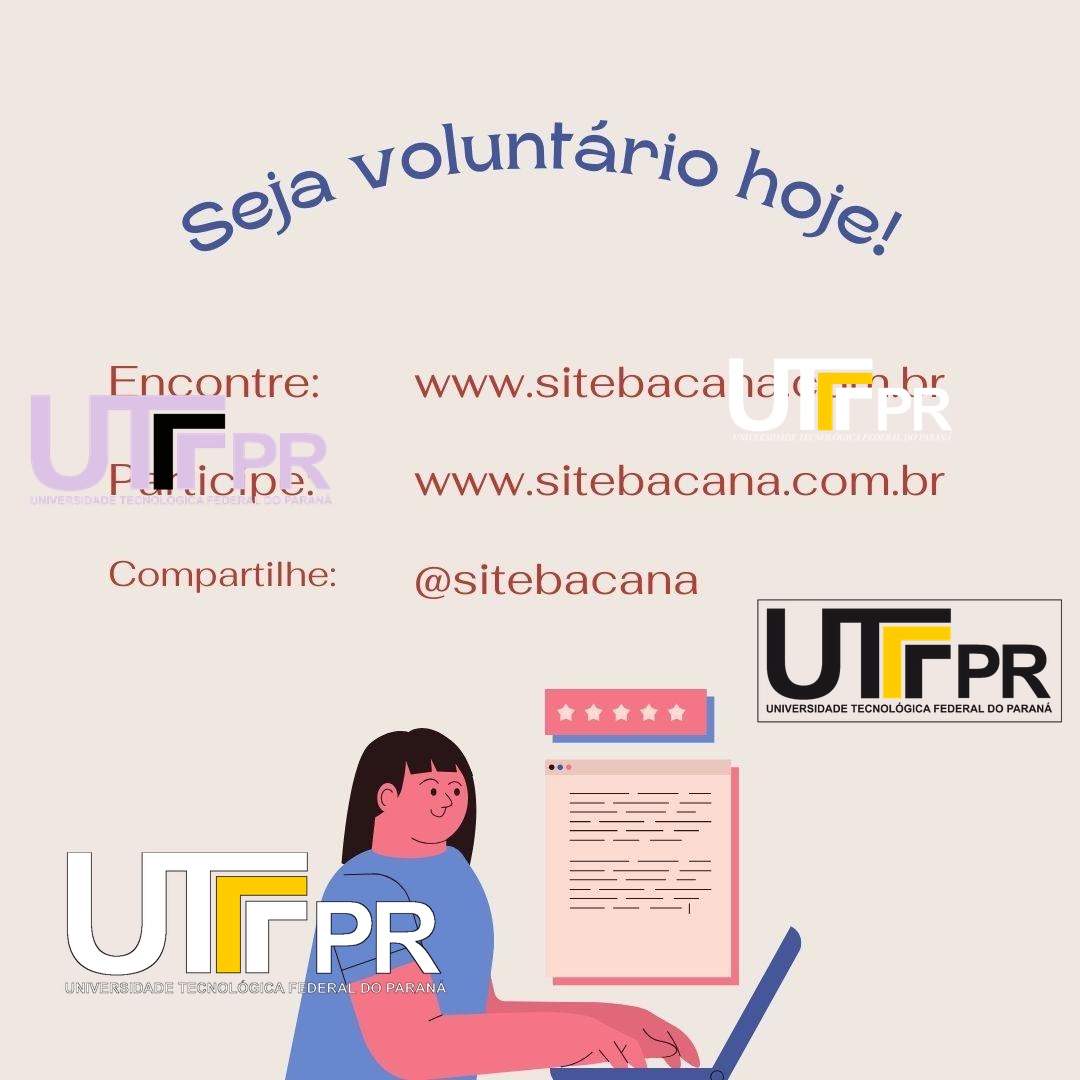 Seja voluntário hoje!
Encontre: www.sitebacana.com.br
UTFPR
UNIVERSIDADE TECNOLÓGICA FEDERAL DO PARANÁ
UTFPR
UNIVERSIDADE TECNOLÓGICA FEDERAL DO PARANÁ
Participe: www.sitebacana.com.br
Compartilhe: @sitebacana
UTFPR
UNIVERSIDADE TECNOLÓGICA FEDERAL DO PARANÁ
UTFPR
UNIVERSIDADE TECNOLÓGICA FEDERAL DO PARANÁ